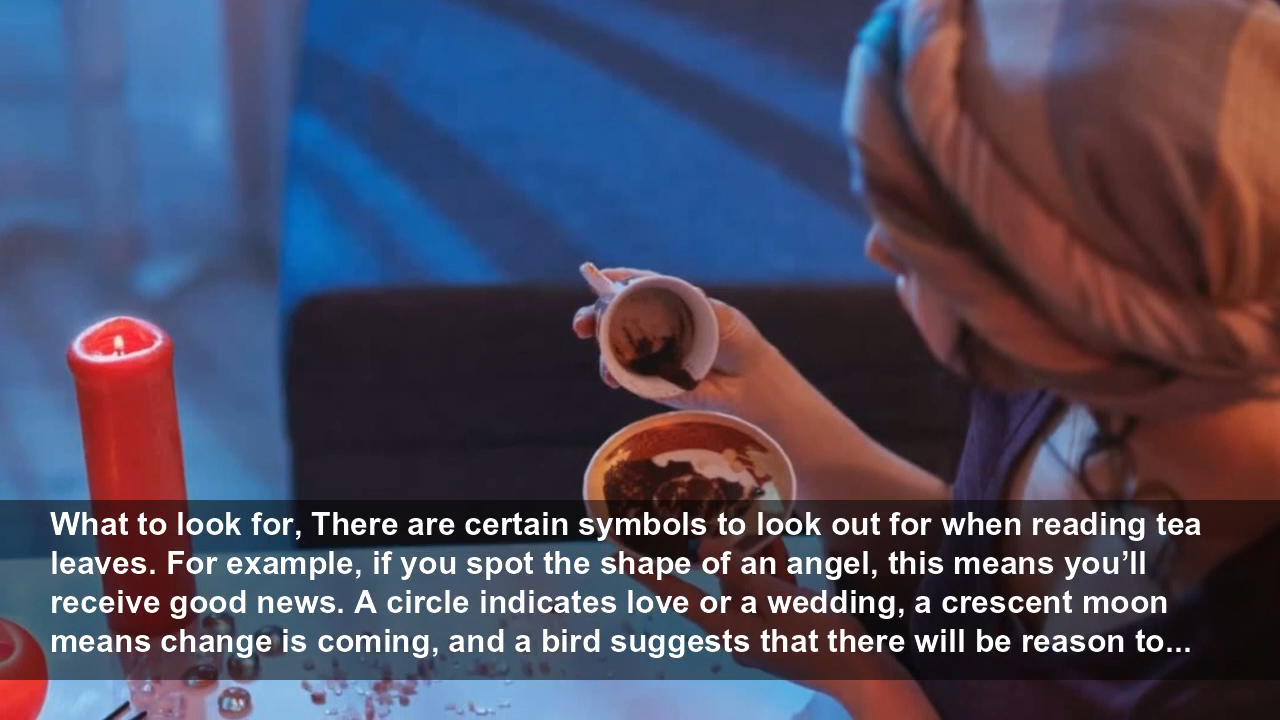 What to look for, There are certain symbols to look out for when reading tea
leaves. For example, if you spot the shape of an angel, this means you’ll
receive good news. A circle indicates love or a wedding, a crescent moon
means change is coming, and a bird suggests that there will be reason to...